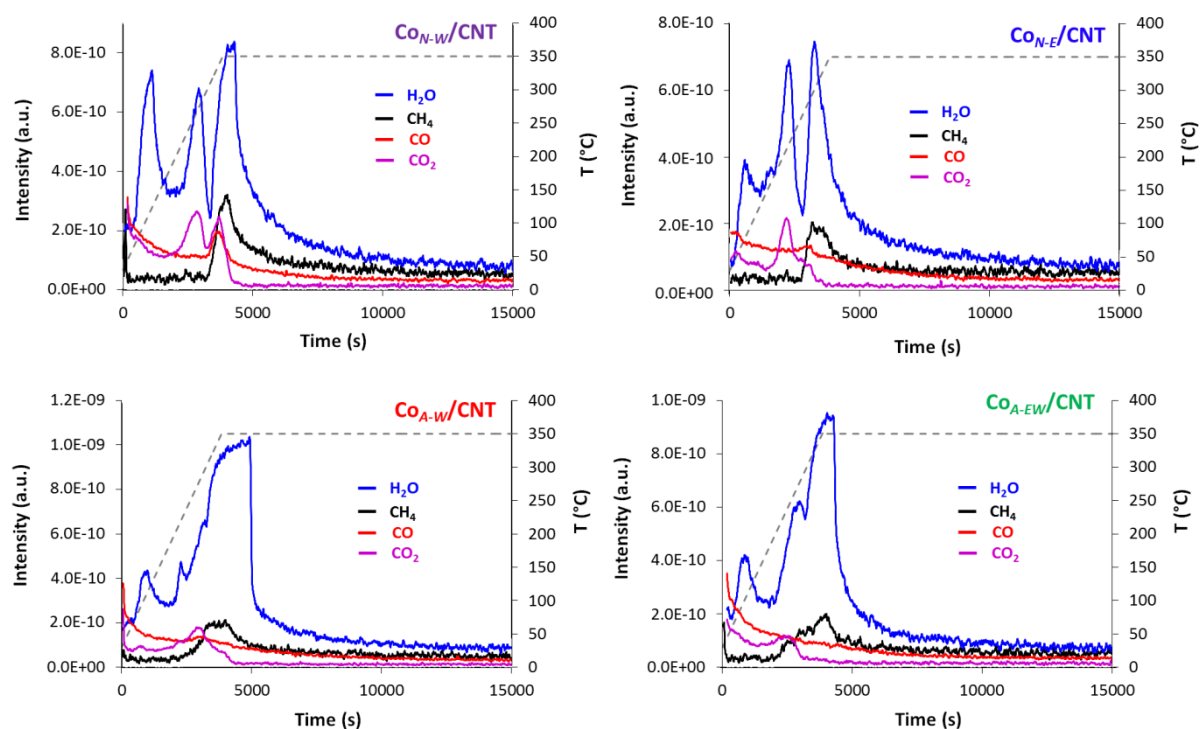 Co_N-W/CNT
8.0E-10
6.0E-10
4.0E-10
2.0E-10
0.0E+00
400
350
300
250
200
150
100
50
0
0
5000
10000
15000
Intensity (a.u.)
T (°C)
Time (s)
H₂O
CH₄
CO
CO₂
Co_N-E/CNT
8.0E-10
6.0E-10
4.0E-10
2.0E-10
0.0E+00
400
350
300
250
200
150
100
50
0
0
5000
10000
15000
Intensity (a.u.)
T (°C)
Time (s)
H₂O
CH₄
CO
CO₂
Co_A-W/CNT
1.2E-09
1.0E-09
8.0E-10
6.0E-10
4.0E-10
2.0E-10
0.0E+00
400
350
300
250
200
150
100
50
0
0
5000
10000
15000
Intensity (a.u.)
T (°C)
Time (s)
H₂O
CH₄
CO
CO₂
Co_A-EW/CNT
1.0E-09
8.0E-10
6.0E-10
4.0E-10
2.0E-10
0.0E+00
400
350
300
250
200
150
100
50
0
0
5000
10000
15000
Intensity (a.u.)
T (°C)
Time (s)
H₂O
CH₄
CO
CO₂